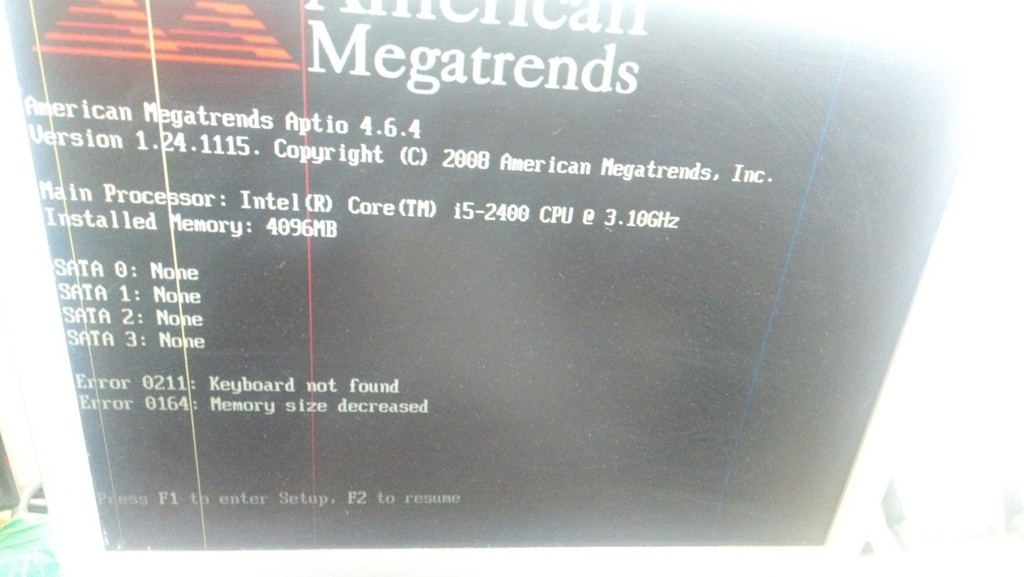 American
Megatrends
American Megatrends Aptio 4.6.4
Version 1.24.1115. Copyright (C) 2008 American Megatrends, Inc.
Main Processor: Intel(R) Core(TM) i5-2400 CPU @ 3.10GHz
Installed Memory: 4096MB
SATA 0: None
SATA 1: None
SATA 2: None
SATA 3: None
Error 0211: Keyboard not found
Error 0164: Memory size decreased
Press F1 to enter Setup, F2 to resume